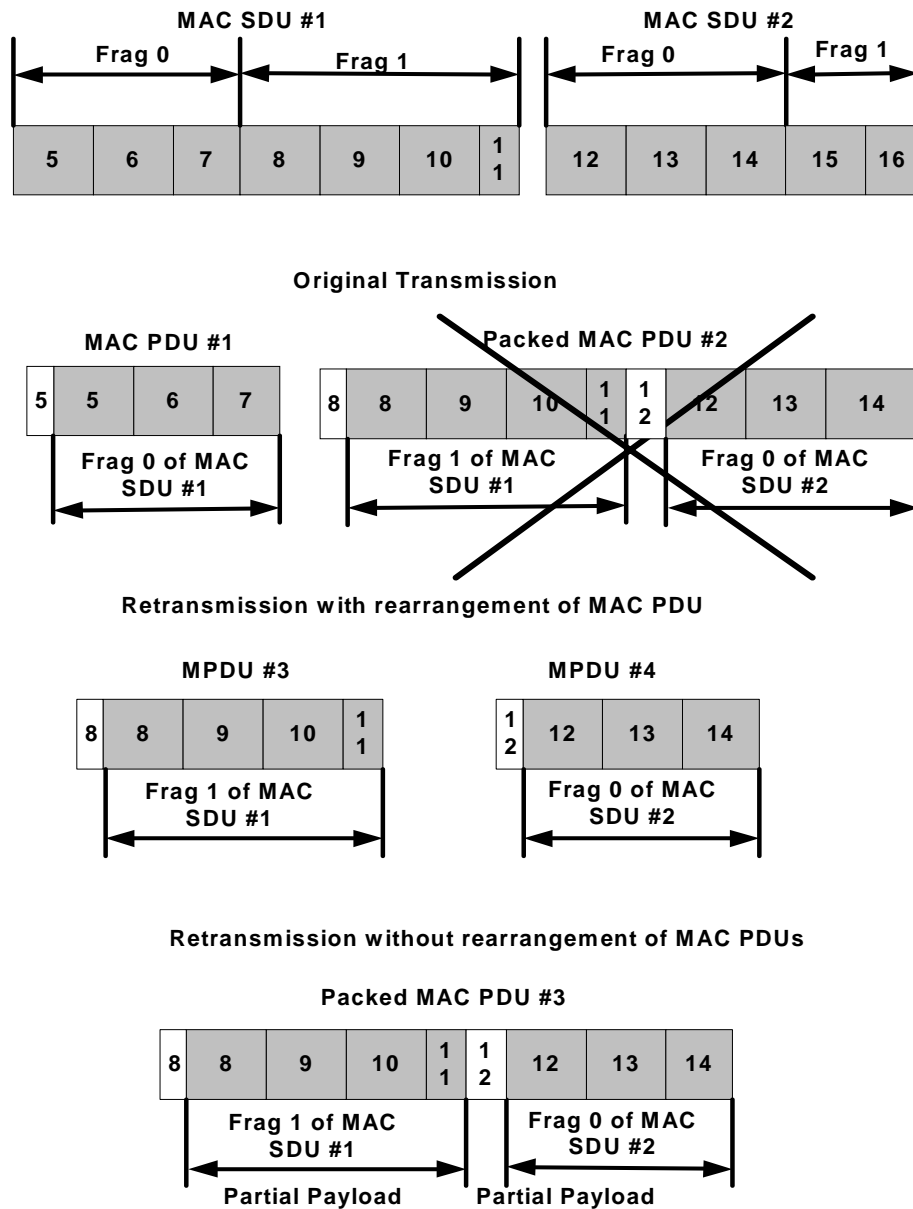 MAC SDU #1 MAC SDU #2
Frag 0 Frag 1 Frag 0 Frag 1
5 6 7 8 9 10 11 12 13 14 15 16
Original Transmission
MAC PDU #1 Packed MAC PDU #2
5 5 6 7 8 8 9 10 11 12 12 13 14
Frag 0 of MAC Frag 1 of MAC Frag 0 of MAC
SDU #1 SDU #1 SDU #2
Retransmission with rearrangement of MAC PDU
MPDU #3 MPDU #4
8 8 9 10 11 12 12 13 14
Frag 1 of MAC Frag 0 of MAC
SDU #1 SDU #2
Retransmission without rearrangement of MAC PDUs
Packed MAC PDU #3
8 8 9 10 11 12 12 13 14
Frag 1 of MAC Frag 0 of MAC
SDU #1 SDU #2
Partial Payload Partial Payload